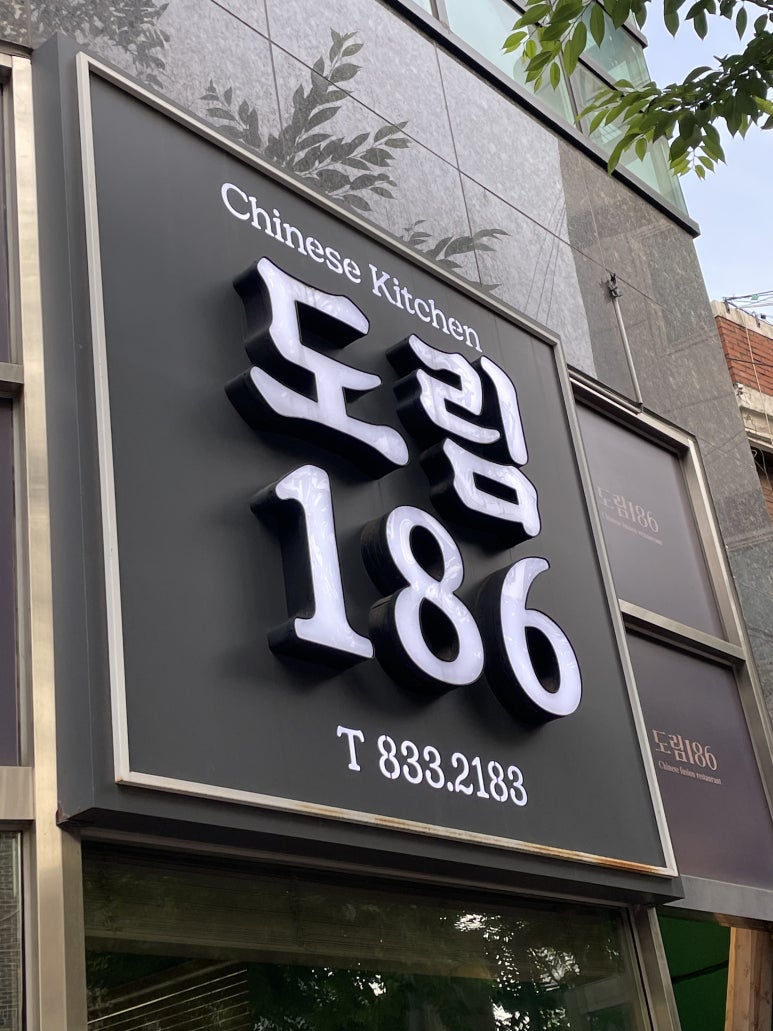 Chinese Kitchen
도림
186
T 833.2183
도림186
도림186
Chinese fusion restaurant